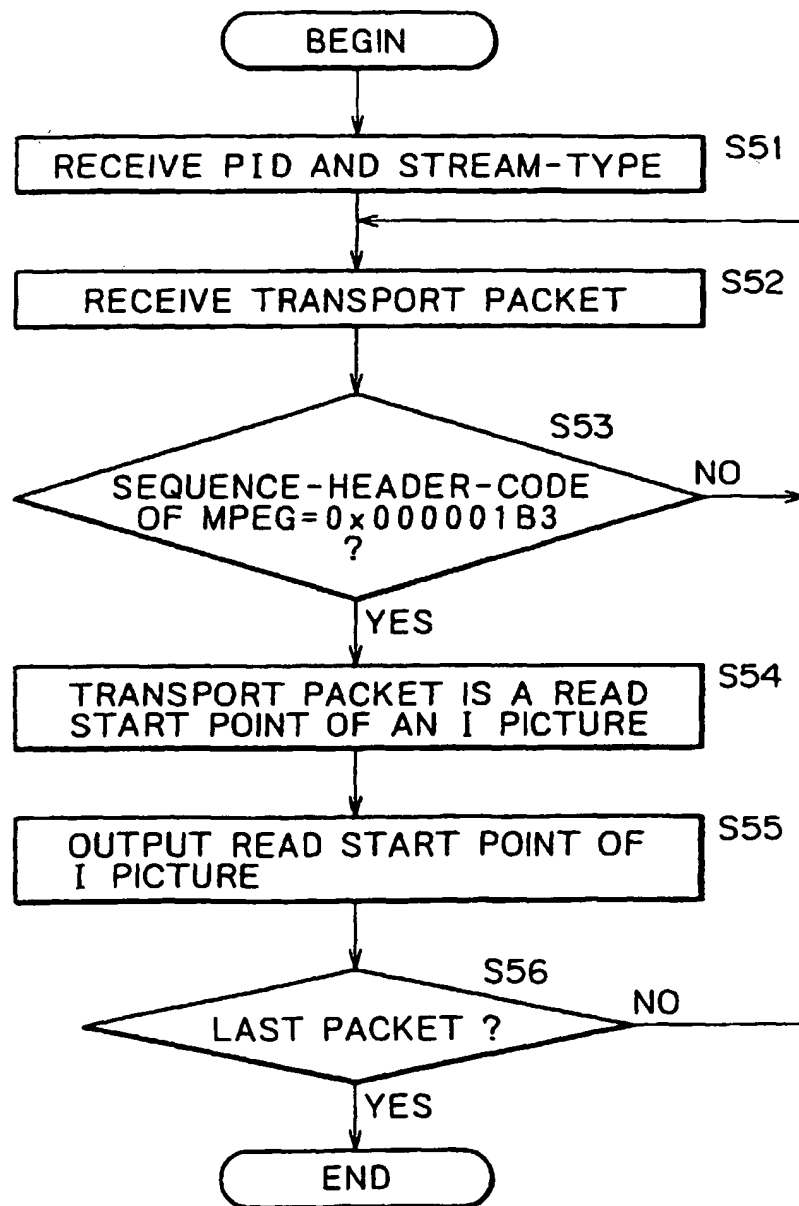 BEGIN
RECEIVE PID AND STREAM-TYPE
S51
RECEIVE TRANSPORT PACKET
S52
S53
SEQUENCE-HEADER-CODE
OF MPEG=0x000001B3
?
NO
YES
TRANSPORT PACKET IS A READ
START POINT OF AN I PICTURE
S54
OUTPUT READ START POINT OF
I PICTURE
S55
S56
LAST PACKET ?
NO
YES
END